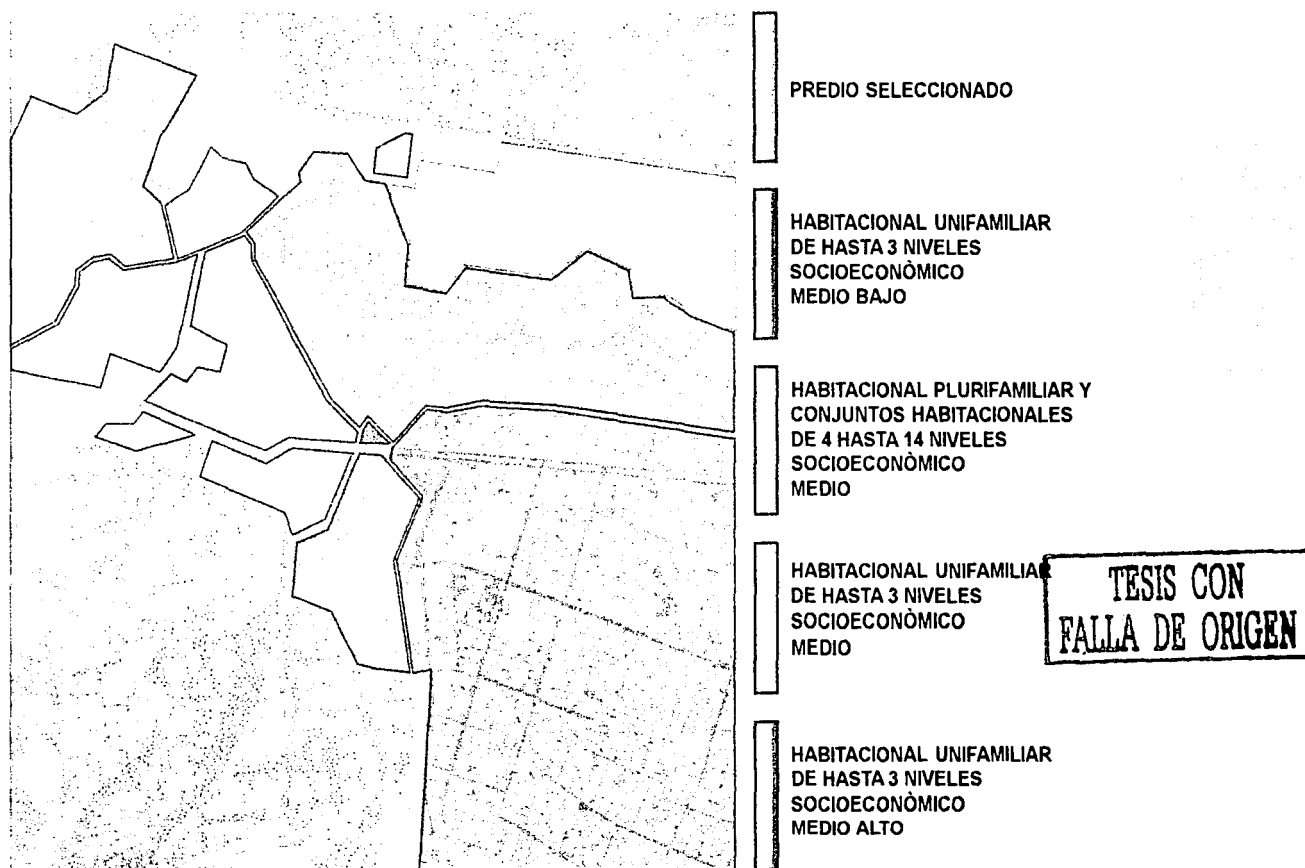 PREDIO SELECCIONADO
HABITACIONAL UNIFAMILIAR
DE HASTA 3 NIVELES
SOCIOECONÒMICO
MEDIO BAJO
HABITACIONAL PLURIFAMILIAR Y
CONJUNTOS HABITACIONALES
DE 4 HASTA 14 NIVELES
SOCIOECONÒMICO
MEDIO
HABITACIONAL UNIFAMILIAR
DE HASTA 3 NIVELES
SOCIOECONÒMICO
MEDIO
TESIS CON
FALLA DE ORIGEN
HABITACIONAL UNIFAMILIAR
DE HASTA 3 NIVELES
SOCIOECONÒMICO
MEDIO ALTO